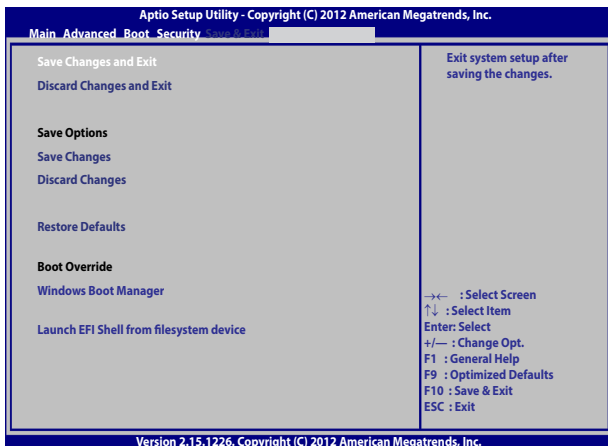 Aptio Setup Utility - Copyright (C) 2012 American Megatrends, Inc.
Main Advanced Boot Security Save & Exit
Save Changes and Exit
Discard Changes and Exit
Save Options
Save Changes
Discard Changes
Restore Defaults
Boot Override
Windows Boot Manager
Launch EFI Shell from filesystem device
Exit system setup after
saving the changes.
→← : Select Screen
↑↓ : Select Item
Enter: Select
+/— : Change Opt.
F1 : General Help
F9 : Optimized Defaults
F10 : Save & Exit
ESC : Exit
Version 2.15.1226. Copyright (C) 2012 American Megatrends, Inc.